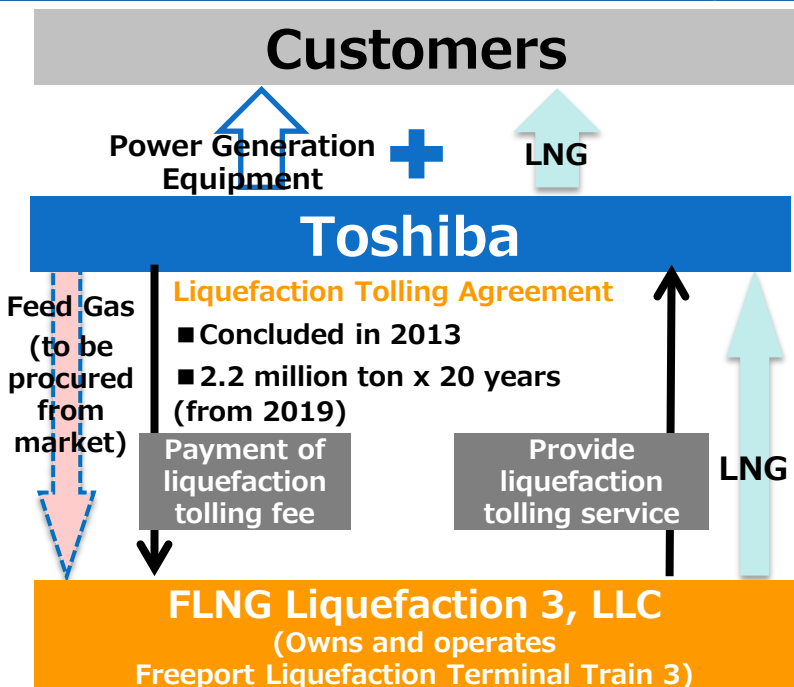 Customers
Power Generation
Equipment
LNG
Toshiba
Feed Gas
(to be
procured
from
market)
Liquefaction Tolling Agreement
■Concluded in 2013
■2.2 million ton x 20 years
(from 2019)
Payment of
liquefaction
tolling fee
Provide
liquefaction
tolling service
LNG
FLNG Liquefaction 3, LLC
(Owns and operates
Freeport Liquefaction Terminal Train 3)